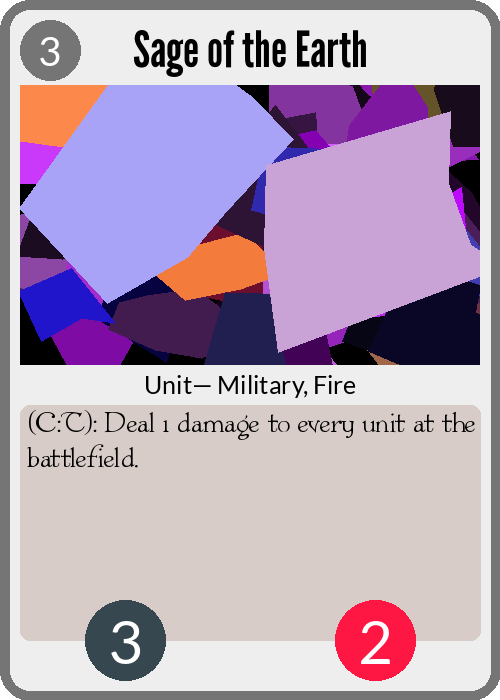 3
Sage of the Earth
Unit— Military, Fire
(C:T): Deal 1 damage to every unit at the
battlefield.
3
2